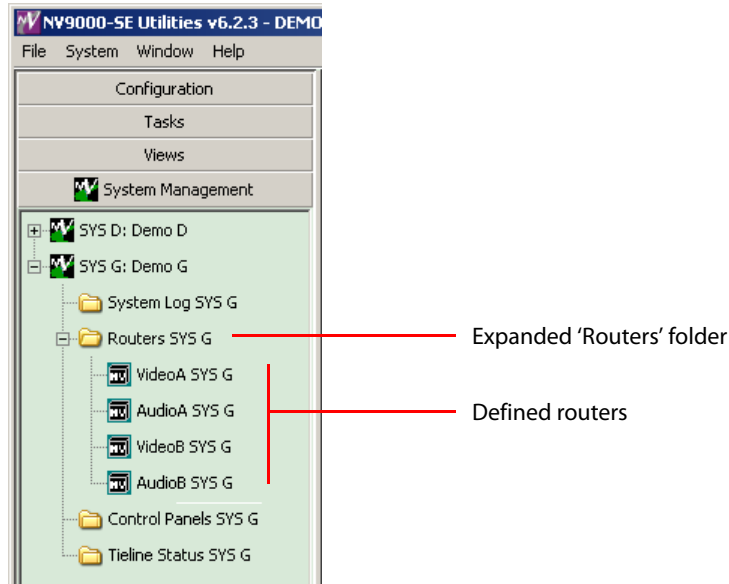 NV9000-SE Utilities v6.2.3 - DEMO
File System Window Help
Configuration
Tasks
Views
System Management
SYS D: Demo D
SYS G: Demo G
System Log SYS G
Routers SYS G
Expanded ‘Routers’ folder
VideoA SYS G
AudioA SYS G
Defined routers
VideoB SYS G
AudioB SYS G
Control Panels SYS G
Tieline Status SYS G